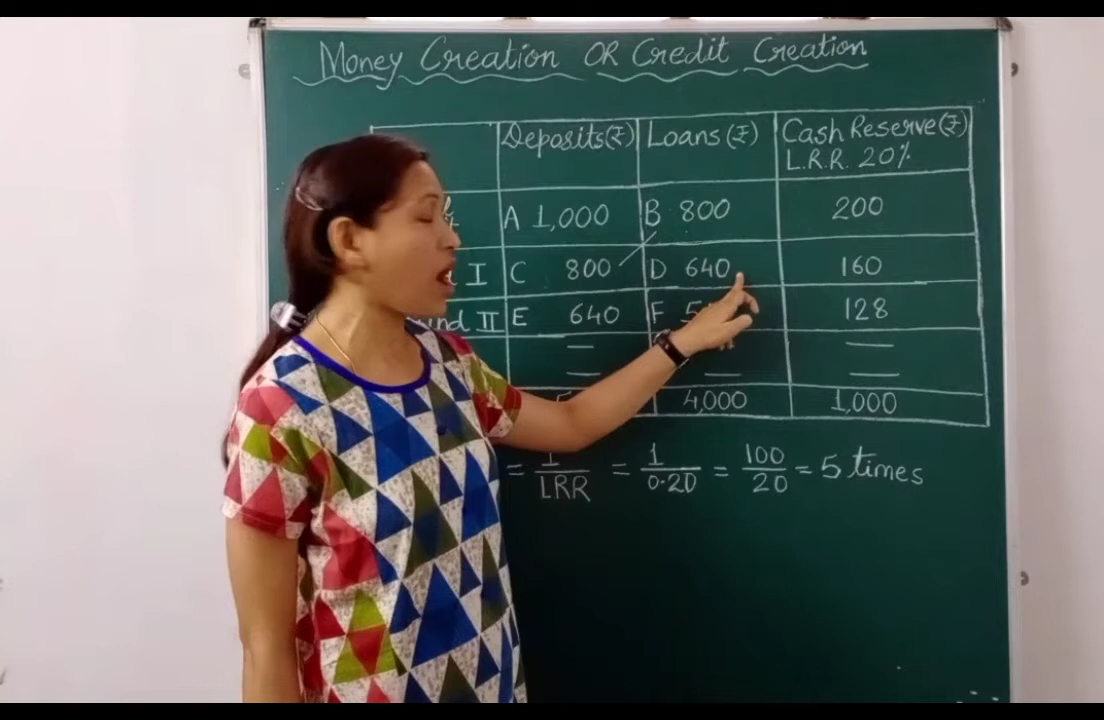 Money Creation OR Credit Creation
Deposits(₹) Loans (₹) Cash Reserve(₹)
L.R.R. 20%
A 1,000 B 800 200
I C 800 D 640 160
II E 640 F 128
4,000 1,000
= 1/LRR = 1/0.20 = 100/20 = 5 times